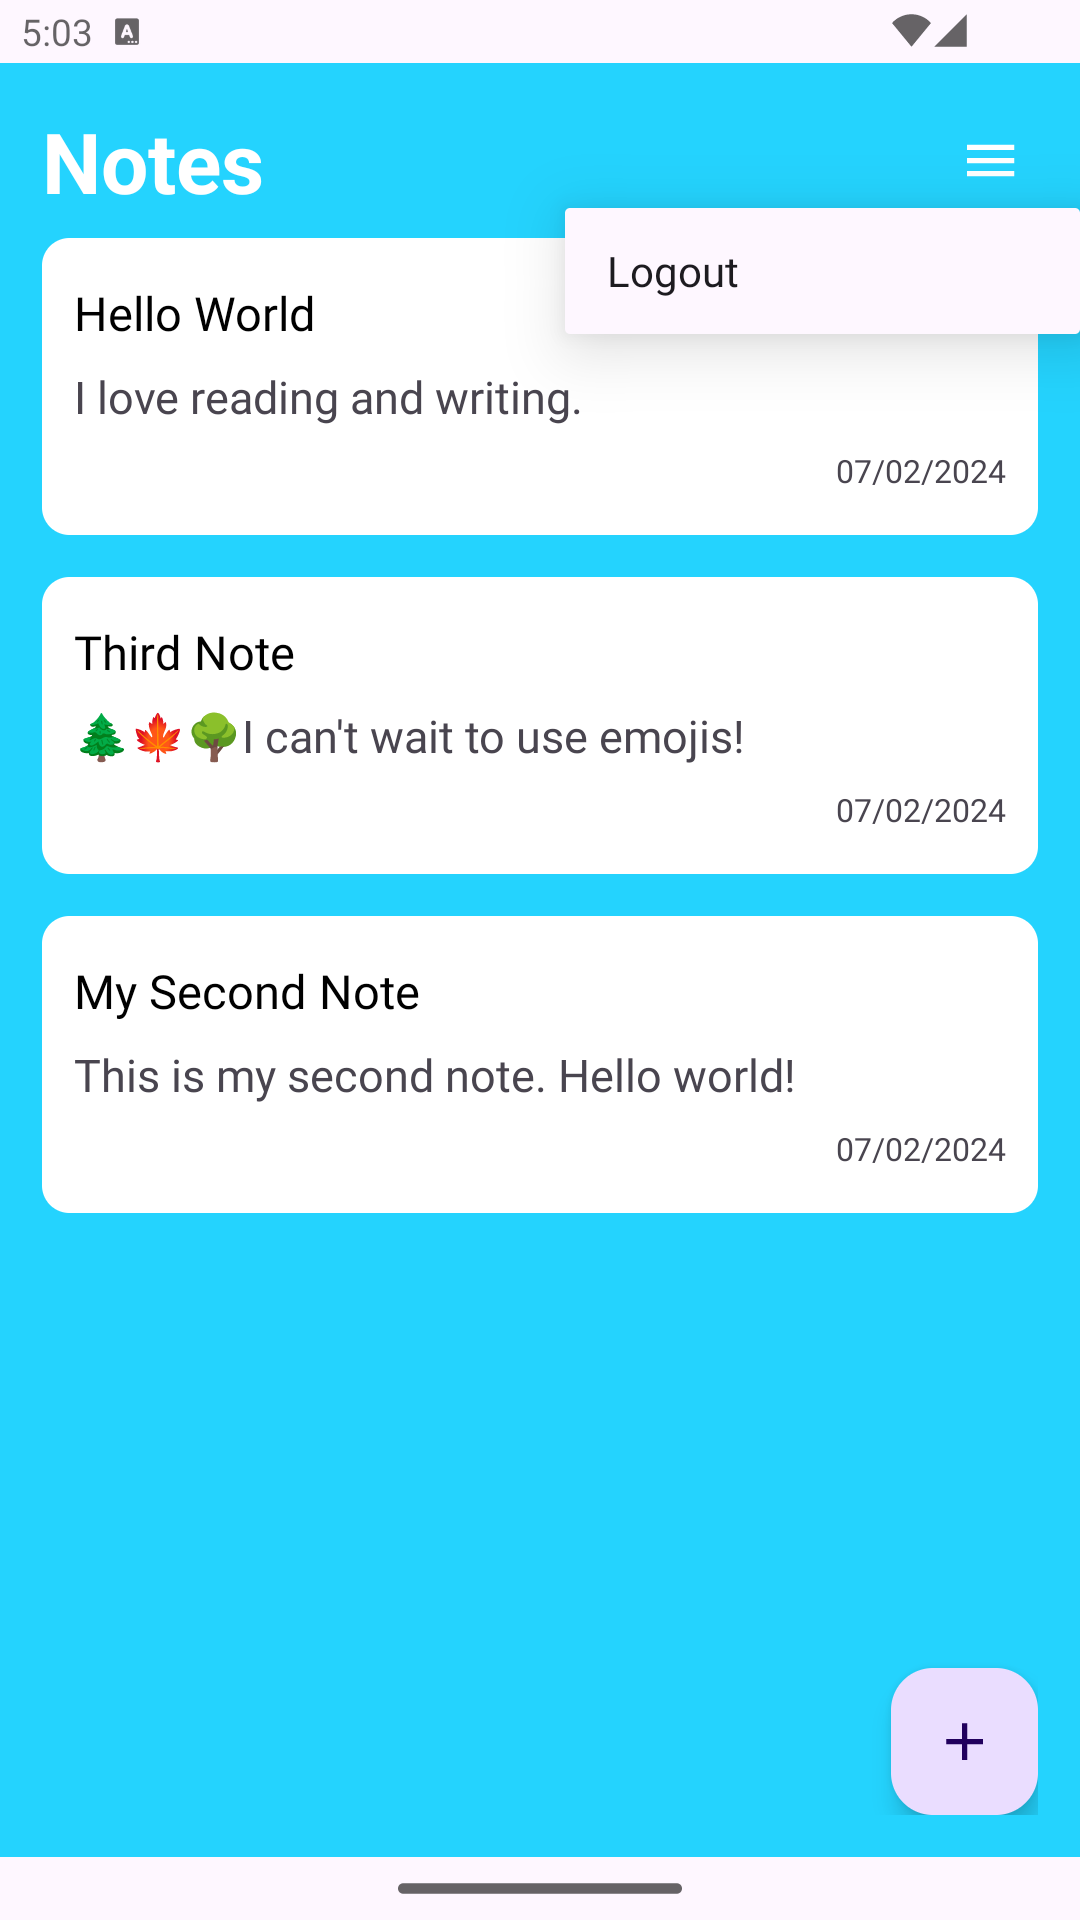 5:03
Notes
Logout
Hello World
I love reading and writing.
07/02/2024
Third Note
🌲🍁🌳I can't wait to use emojis!
07/02/2024
My Second Note
This is my second note. Hello world!
07/02/2024